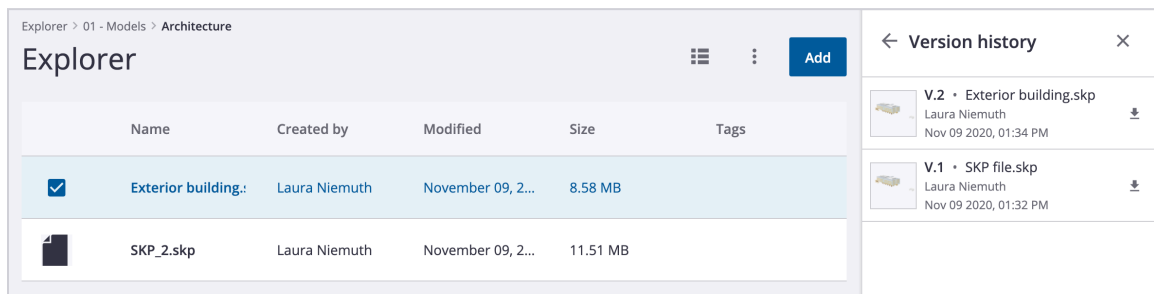 Explorer > 01 - Models > Architecture
Explorer
Add
Name Created by Modified Size Tags
Exterior building.: Laura Niemuth November 09, 2... 8.58 MB
SKP_2.skp Laura Niemuth November 09, 2... 11.51 MB
Version history
V.2 • Exterior building.skp
Laura Niemuth
Nov 09 2020, 01:34 PM
V.1 • SKP file.skp
Laura Niemuth
Nov 09 2020, 01:32 PM